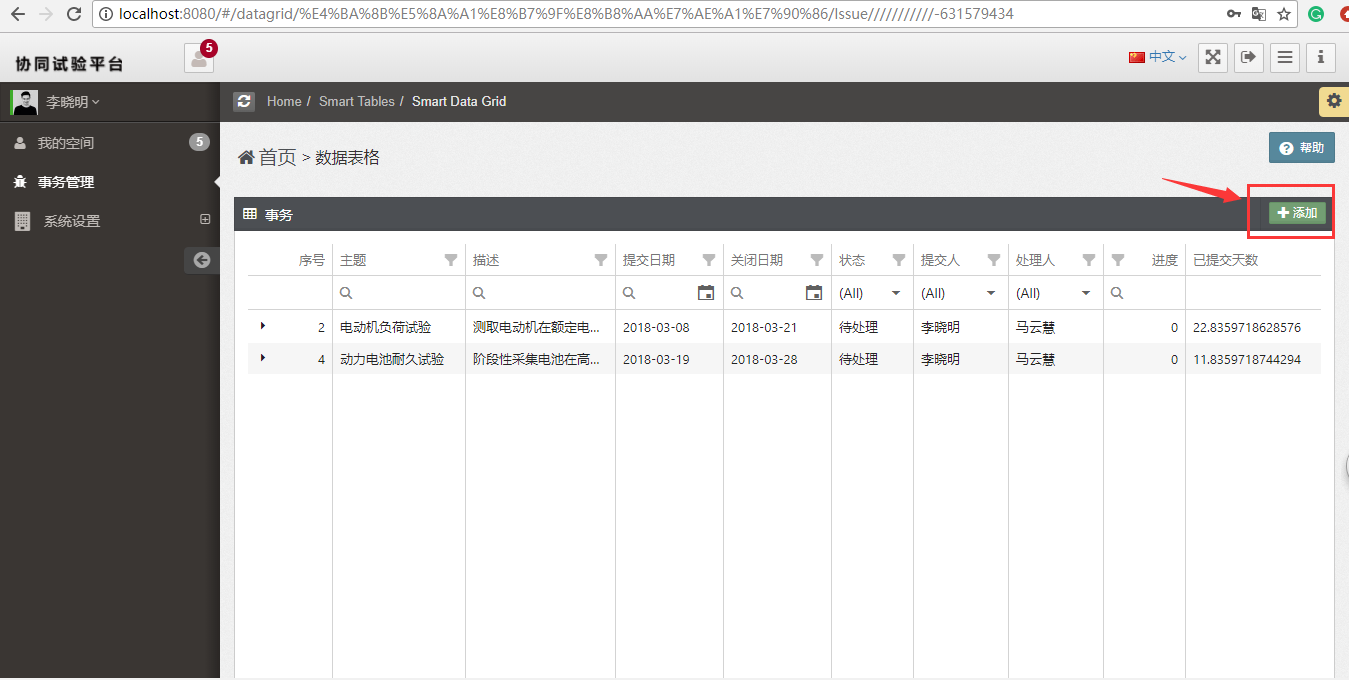 localhost:8080/#/datagrid/%E4%BA%8B%E5%8A%A1%E8%B7%9F%E8%B8%AA%E7%AE%A1%E7%90%86/Issue///////////-631579434
协同试验平台 5 中文
李晓明 Home / Smart Tables / Smart Data Grid
我的空间 5
事务管理
系统设置
首页 > 数据表格 帮助
事务 添加
序号 主题 描述 提交日期 关闭日期 状态 提交人 处理人 进度 已提交天数
(All) (All) (All)
2 电动机负荷试验 测取电动机在额定电... 2018-03-08 2018-03-21 待处理 李晓明 马云慧 0 22.8359718628576
4 动力电池耐久试验 阶段性采集电池在高... 2018-03-19 2018-03-28 待处理 李晓明 马云慧 0 11.8359718744294